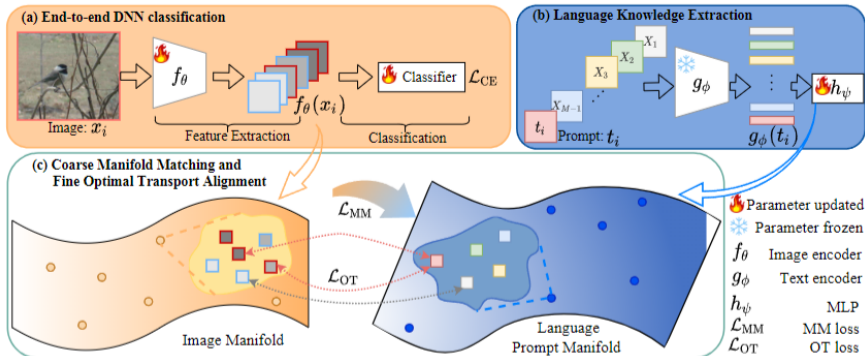 (a) End-to-end DNN classification
Image: x_i
f_θ
f_θ(x_i)
Classifier
L_CE
Feature Extraction
Classification
(b) Language Knowledge Extraction
X_1
X_2
X_3
X_{M-1}
t_i
Prompt: t_i
g_ϕ
g_ϕ(t_i)
h_ψ
(c) Coarse Manifold Matching and
Fine Optimal Transport Alignment
L_MM
L_OT
Image Manifold
Language
Prompt Manifold
Parameter updated
Parameter frozen
f_θ Image encoder
g_ϕ Text encoder
h_ψ MLP
L_MM MM loss
L_OT OT loss